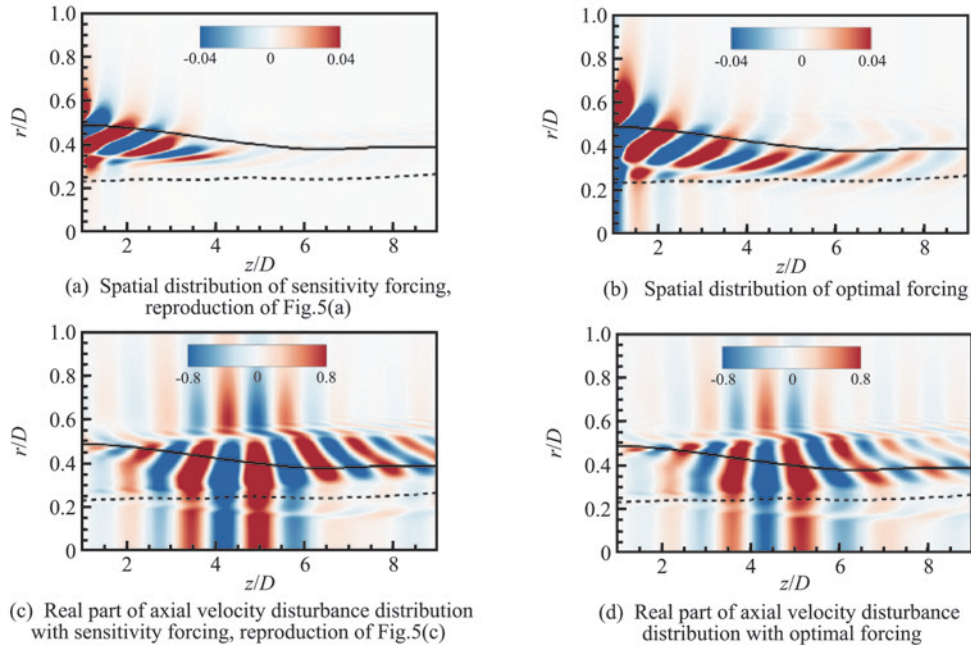 1.0
0.8
0.6
0.4
0.2
0
r/D
-0.04 0 0.04
2 4 6 8
z/D
(a) Spatial distribution of sensitivity forcing,
reproduction of Fig.5(a)
1.0
0.8
0.6
0.4
0.2
0
r/D
-0.04 0 0.04
2 4 6 8
z/D
(b) Spatial distribution of optimal forcing
1.0
0.8
0.6
0.4
0.2
0
r/D
-0.8 0 0.8
2 4 6 8
z/D
(c) Real part of axial velocity disturbance distribution
with sensitivity forcing, reproduction of Fig.5(c)
1.0
0.8
0.6
0.4
0.2
0
r/D
-0.8 0 0.8
2 4 6 8
z/D
(d) Real part of axial velocity disturbance
distribution with optimal forcing